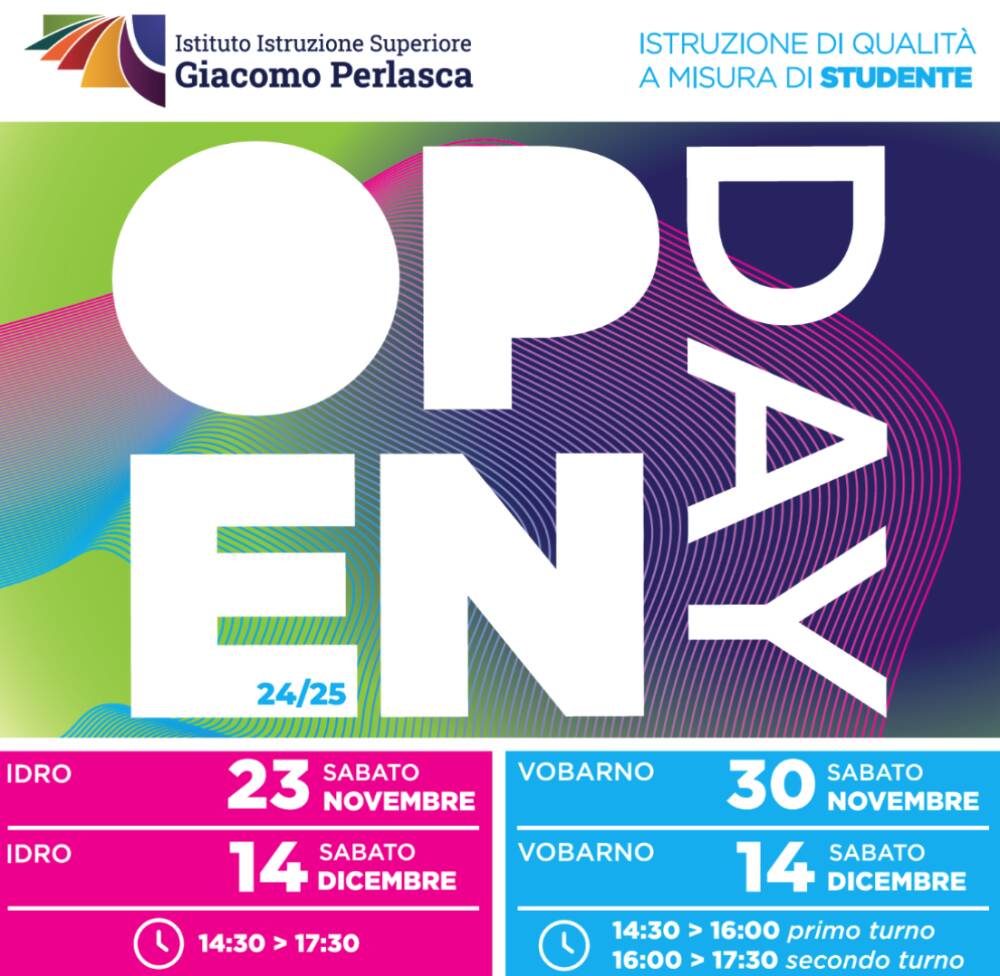 Istituto Istruzione Superiore
Giacomo Perlasca
ISTRUZIONE DI QUALITÀ
A MISURA DI STUDENTE
OP
EN
DAY
24/25
IDRO 23 SABATO NOVEMBRE
IDRO 14 SABATO DICEMBRE
14:30 > 17:30
VOBARNO 30 SABATO NOVEMBRE
VOBARNO 14 SABATO DICEMBRE
14:30 > 16:00 primo turno
16:00 > 17:30 secondo turno